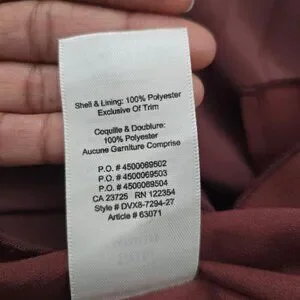 Shell & Lining: 100% Polyester
Exclusive Of Trim
Coquille & Doublure:
100% Polyester
Aucune Garniture Comprise
P.O. # 4500069502
P.O. # 4500069503
P.O. # 4500069504
CA 23725 RN 122354
Style # DVX8-7294-27
Article # 63071